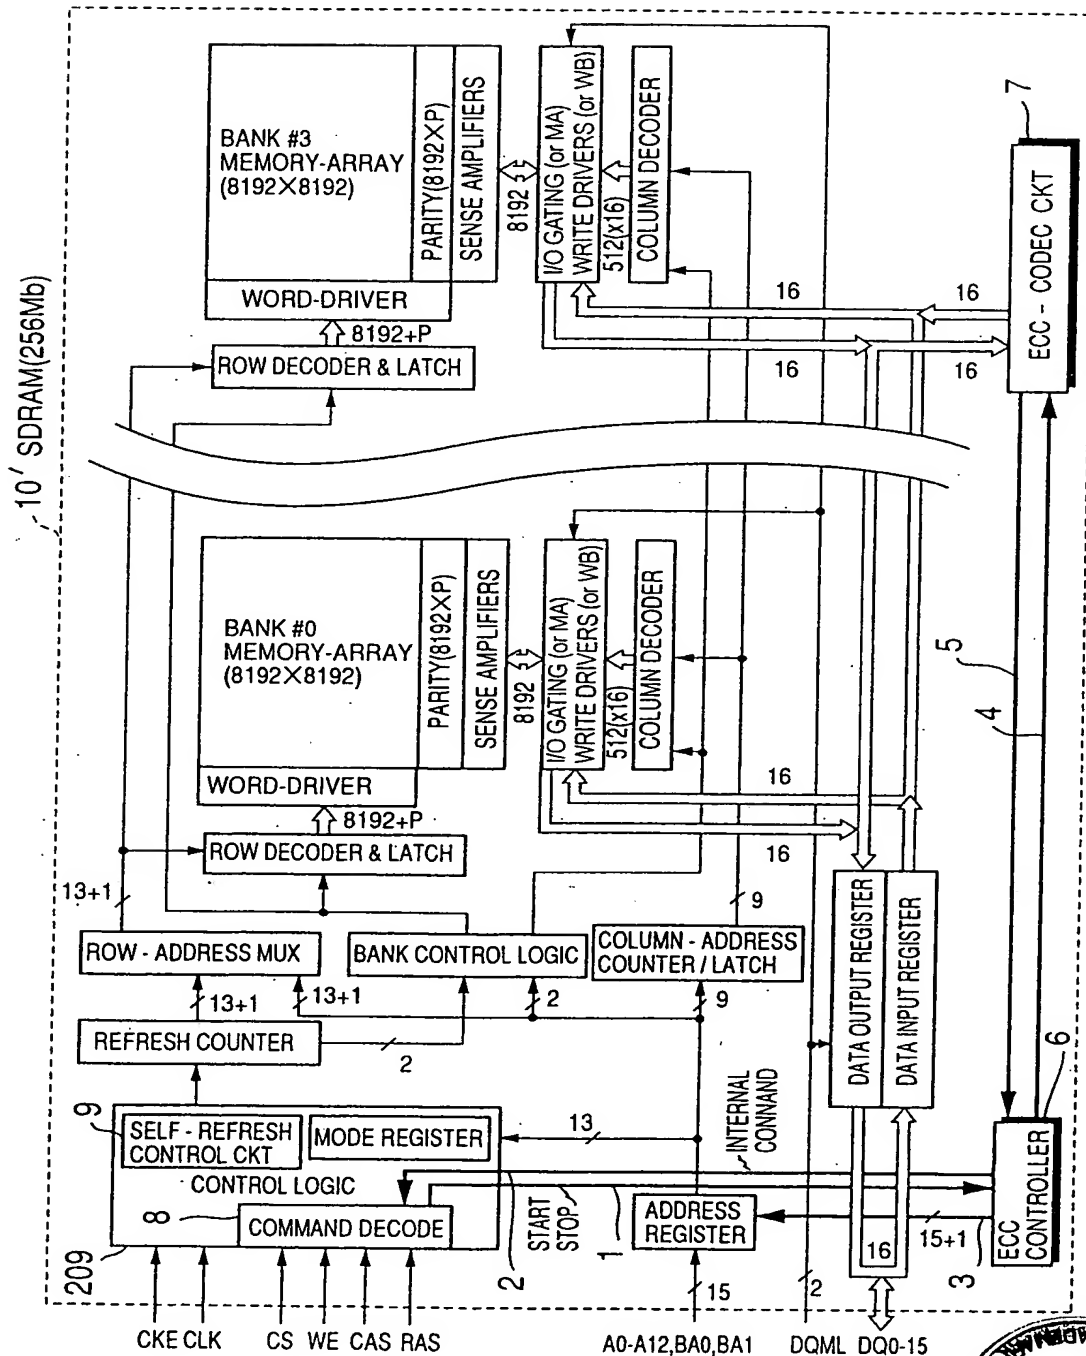 10' SDRAM(256Mb)
BANK #3
MEMORY-ARRAY
(8192×8192)
PARITY(8192XP)
SENSE AMPLIFIERS
WORD-DRIVER
8192+P
ROW DECODER & LATCH
8192
I/O GATING (or MA)
WRITE DRIVERS (or WB)
512(x16)
COLUMN DECODER
16
16
16
16
7
ECC - CODEC CKT
BANK #0
MEMORY-ARRAY
(8192×8192)
PARITY(8192XP)
SENSE AMPLIFIERS
WORD-DRIVER
8192+P
ROW DECODER & LATCH
8192
I/O GATING (or MA)
WRITE DRIVERS (or WB)
512(x16)
COLUMN DECODER
16
16
5
4
13+1
ROW - ADDRESS MUX
BANK CONTROL LOGIC
COLUMN - ADDRESS
COUNTER / LATCH
9
13+1
13+1
2
9
REFRESH COUNTER
2
DATA OUTPUT REGISTER
DATA INPUT REGISTER
9
SELF - REFRESH
CONTROL CKT
MODE REGISTER
CONTROL LOGIC
8
COMMAND DECODE
209
13
INTERNAL
CONNAND
START
STOP
2
1
ADDRESS
REGISTER
15+1
3
16
6
ECC
CONTROLLER
15
2
CKE CLK
CS WE CAS RAS
A0-A12,BA0,BA1
DQML DQ0-15